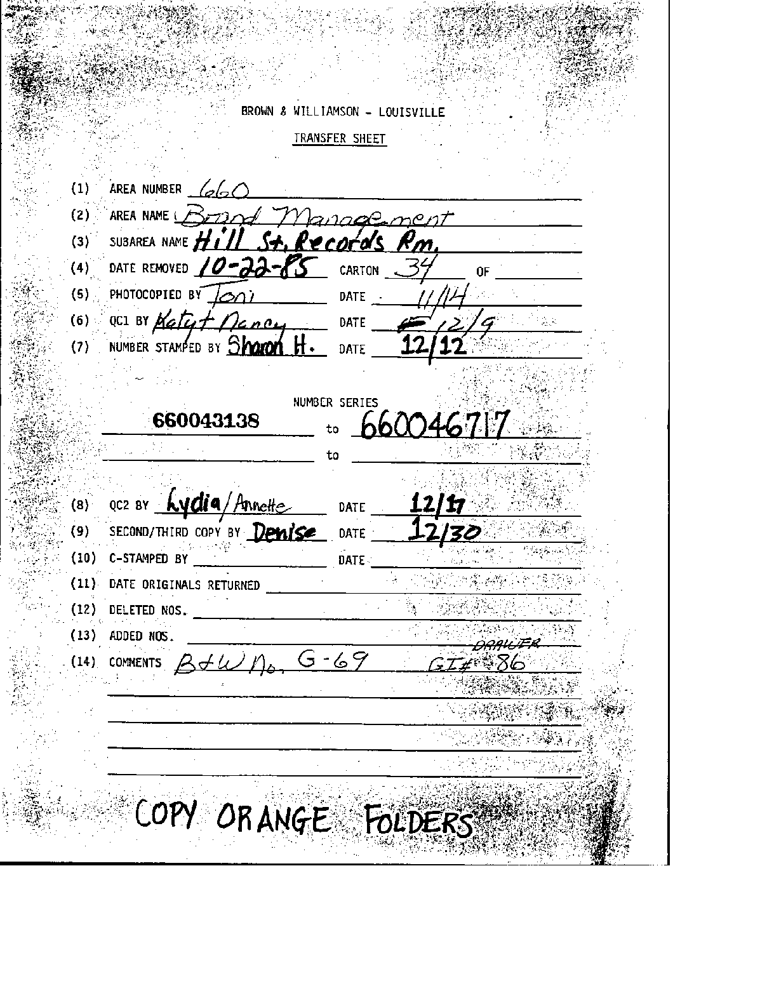 BROWN & WILLIAMSON - LOUISVILLE
TRANSFER SHEET
(1) AREA NUMBER 660
(2) AREA NAME Brand Management
(3) SUBAREA NAME Hill St. Records Rm.
(4) DATE REMOVED 10-22-85 CARTON 34 OF
(5) PHOTOCOPIED BY Toni DATE 11/14
(6) QC1 BY Katy + Nancy DATE 12/9
(7) NUMBER STAMPED BY Sharon H. DATE 12/12
NUMBER SERIES
660043138 to 660046717
to
(8) QC2 BY Lydia/Annette DATE 12/17
(9) SECOND/THIRD COPY BY Denise DATE 12/30
(10) C-STAMPED BY DATE
(11) DATE ORIGINALS RETURNED
(12) DELETED NOS.
(13) ADDED NOS.
DRAWER
(14) COMMENTS B+W No. G-69 GI# 86
COPY ORANGE FOLDERS